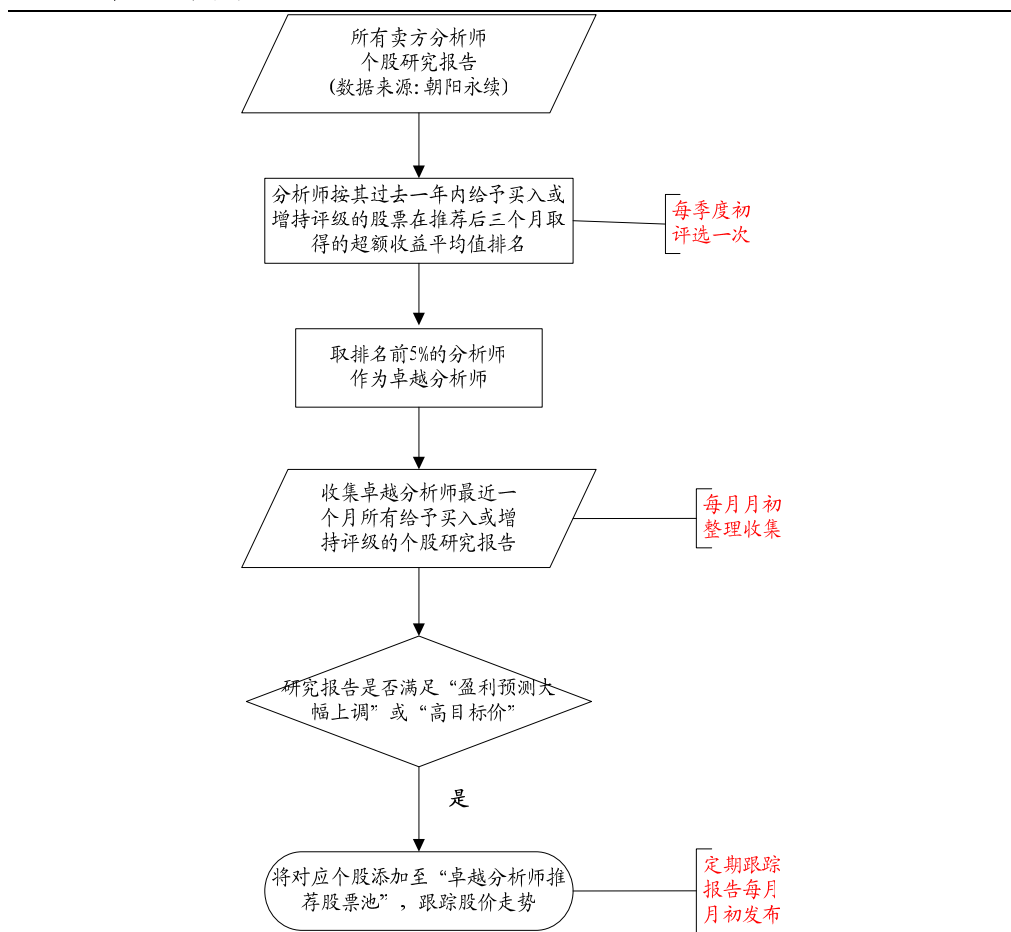 所有卖方分析师
个股研究报告
(数据来源:朝阳永续)
分析师按其过去一年内给予买入或
增持评级的股票在推荐后三个月取
得的超额收益平均值排名
每季度初
评选一次
取排名前5%的分析师
作为卓越分析师
收集卓越分析师最近一
个月所有给予买入或增
持评级的个股研究报告
每月月初
整理收集
研究报告是否满足“盈利预测大
幅上调”或“高目标价”
是
将对应个股添加至“卓越分析师推
荐股票池”,跟踪股价走势
定期跟踪
报告每月
月初发布